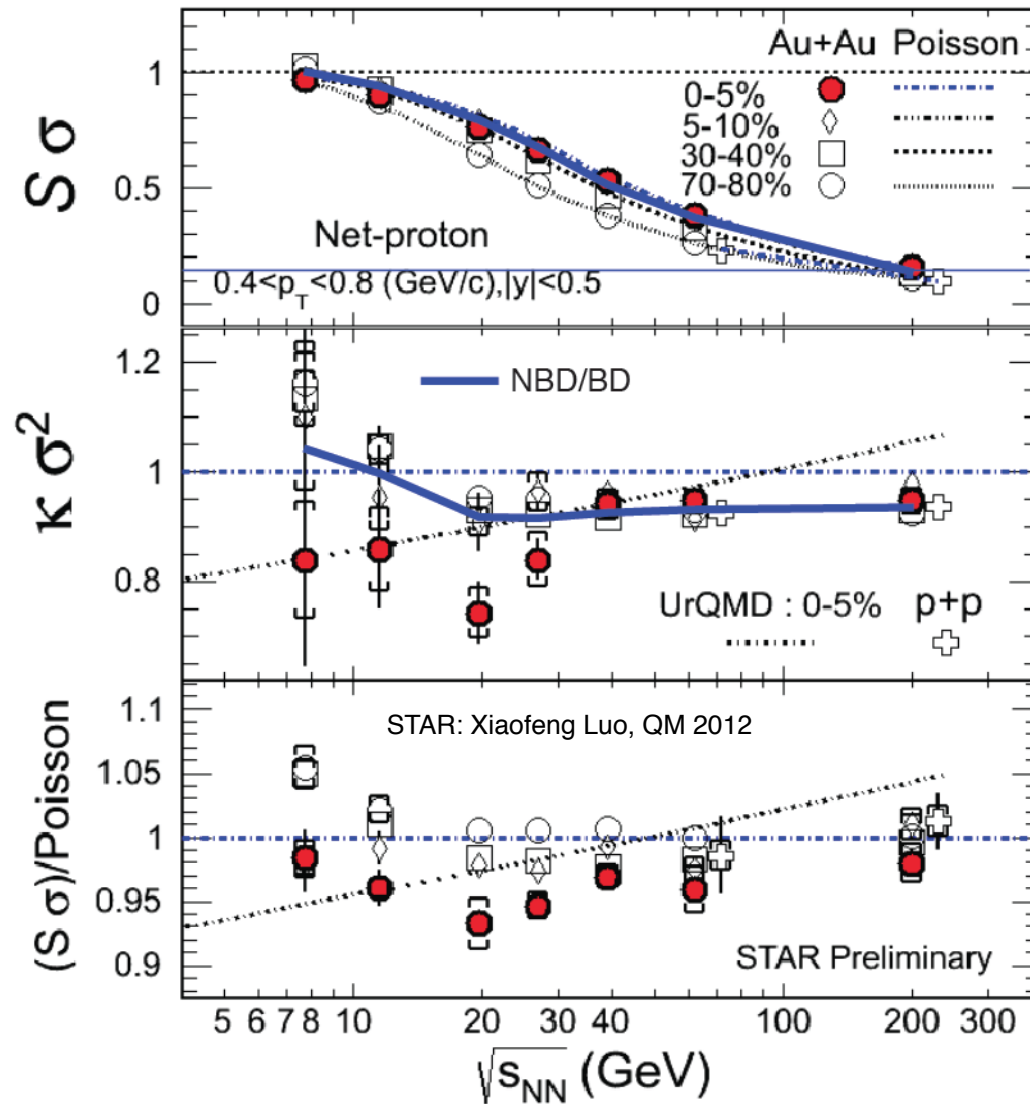 Au+Au Poisson
0-5%
5-10%
30-40%
70-80%
S σ
1
0.5
0
Net-proton
0.4<p_T<0.8 (GeV/c),|y|<0.5
κ σ²
1.2
1
0.8
NBD/BD
UrQMD : 0-5% p+p
(S σ)/Poisson
1.1
1.05
1
0.95
0.9
STAR: Xiaofeng Luo, QM 2012
STAR Preliminary
5 6 7 8 10 20 30 40 100 200 300
√s_NN (GeV)